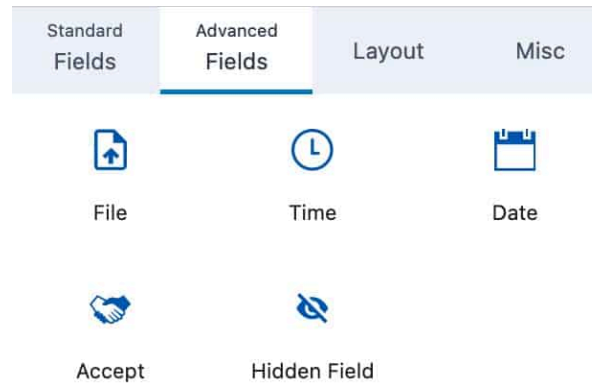 Standard
Fields
Advanced
Fields
Layout
Misc
File
Time
Date
Accept
Hidden Field